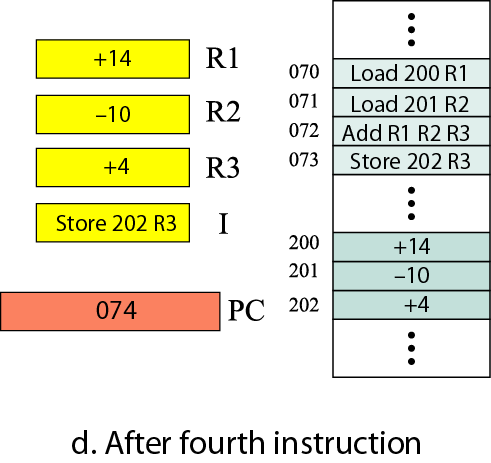 +14 R1
–10 R2
+4 R3
Store 202 R3 I
074 PC
070 Load 200 R1
071 Load 201 R2
072 Add R1 R2 R3
073 Store 202 R3
200 +14
201 –10
202 +4
d. After fourth instruction